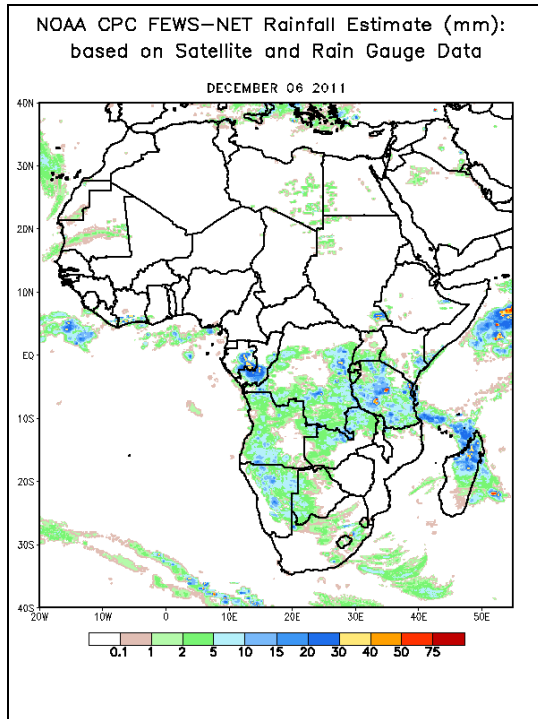 NOAA CPC FEWS-NET Rainfall Estimate (mm):
based on Satellite and Rain Gauge Data
DECEMBER 06 2011
40N
30N
20N
10N
EQ
10S
20S
30S
40S
20W 10W 0 10E 20E 30E 40E 50E
0.1 1 2 5 10 15 20 30 40 50 75